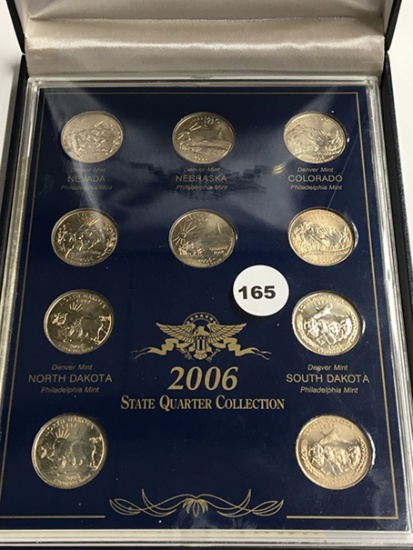 Denver Mint
NEVADA
Philadelphia Mint
Denver Mint
NEBRASKA
Philadelphia Mint
Denver Mint
COLORADO
Philadelphia Mint
165
Denver Mint
NORTH DAKOTA
Philadelphia Mint
Denver Mint
SOUTH DAKOTA
Philadelphia Mint
2006
STATE QUARTER COLLECTION